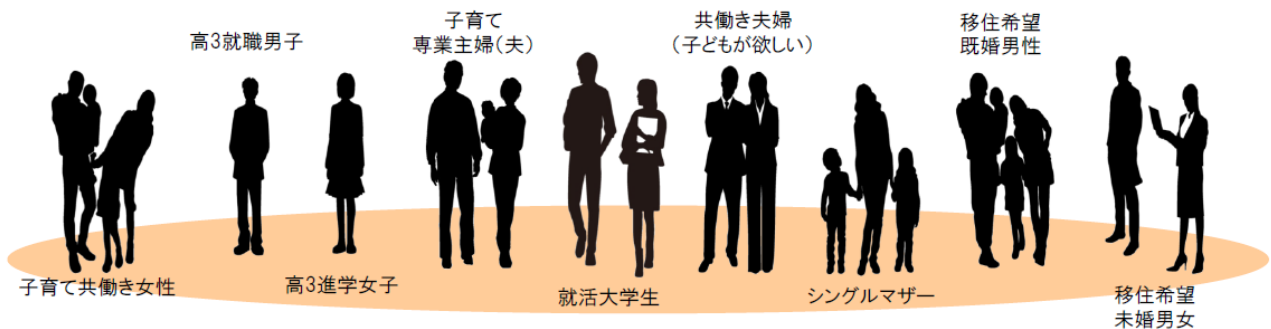 子育て共働き女性
高3就職男子
高3進学女子
子育て
専業主婦(夫)
就活大学生
共働き夫婦
(子どもが欲しい)
シングルマザー
移住希望
既婚男性
移住希望
未婚男女